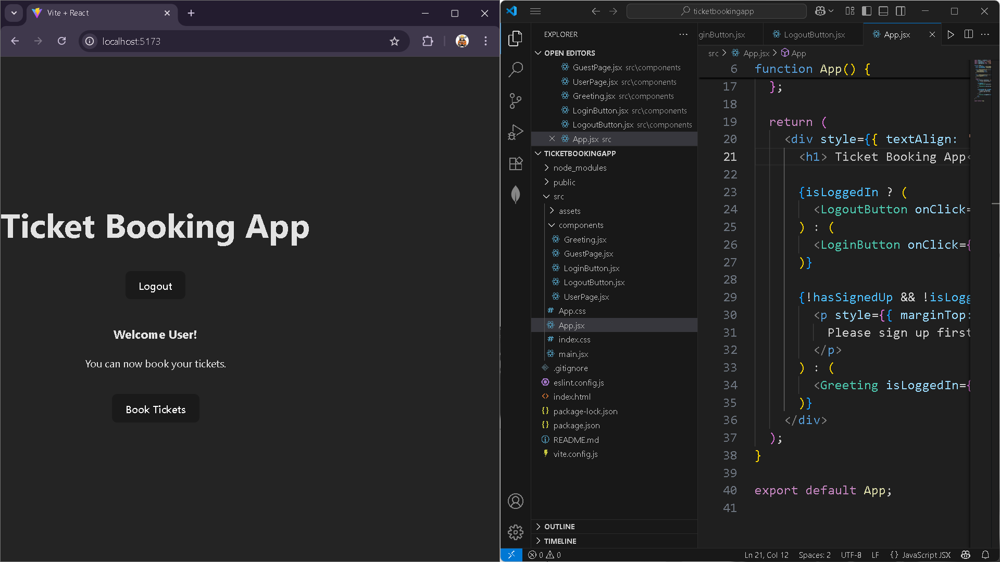 Vite + React
localhost:5173
Ticket Booking App
Logout
Welcome User!
You can now book your tickets.
Book Tickets
ticketbookingapp
EXPLORER
OPEN EDITORS
GuestPage.jsx src\components
UserPage.jsx src\components
Greeting.jsx src\components
LoginButton.jsx src\components
LogoutButton.jsx src\components
App.jsx src
TICKETBOOKINGAPP
node_modules
public
src
assets
components
Greeting.jsx
GuestPage.jsx
LoginButton.jsx
LogoutButton.jsx
UserPage.jsx
App.css
App.jsx
index.css
main.jsx
.gitignore
eslint.config.js
index.html
package-lock.json
package.json
README.md
vite.config.js
OUTLINE
TIMELINE
ginButton.jsx
LogoutButton.jsx
App.jsx
src > App.jsx > App
6 function App() {
17 };
18
19 return (
20 <div style={{ textAlign: '
21 <h1> Ticket Booking App<
22
23 {isLoggedIn ? (
24 <LogoutButton onClick=
25 ) : (
26 <LoginButton onClick={
27 )}
28
29 {!hasSignedUp && !isLogg
30 <p style={{ marginTop:
31 Please sign up first
32 </p>
33 ) : (
34 <Greeting isLoggedIn={
35 )}
36 </div>
37 );
38 }
39
40 export default App;
41
0 0
Ln 21, Col 12 Spaces: 2 UTF-8 LF {} JavaScript JSX